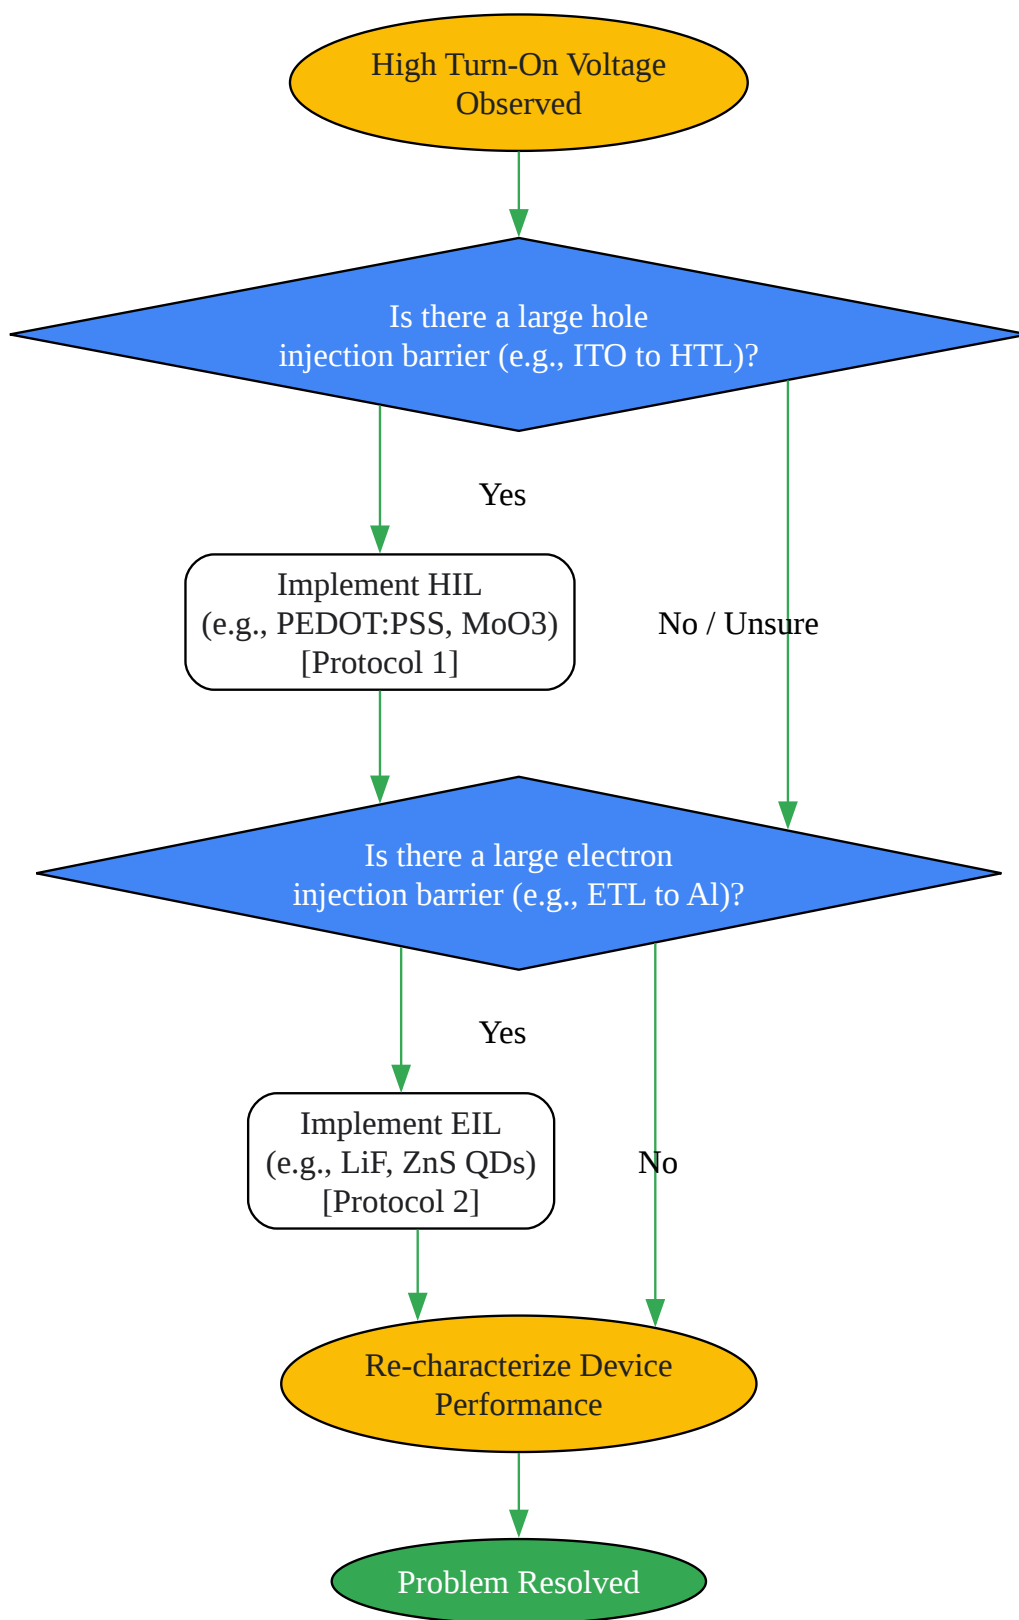 High Turn-On Voltage
Observed
Is there a large hole
injection barrier (e.g., ITO to HTL)?
Yes
Implement HIL
(e.g., PEDOT:PSS, MoO3)
[Protocol 1]
No / Unsure
Is there a large electron
injection barrier (e.g., ETL to Al)?
Yes
Implement EIL
(e.g., LiF, ZnS QDs)
[Protocol 2]
No
Re-characterize Device
Performance
Problem Resolved